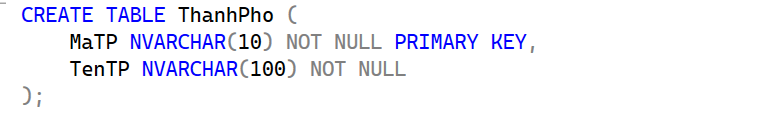 CREATE TABLE ThanhPho (
    MaTP NVARCHAR(10) NOT NULL PRIMARY KEY,
    TenTP NVARCHAR(100) NOT NULL
);